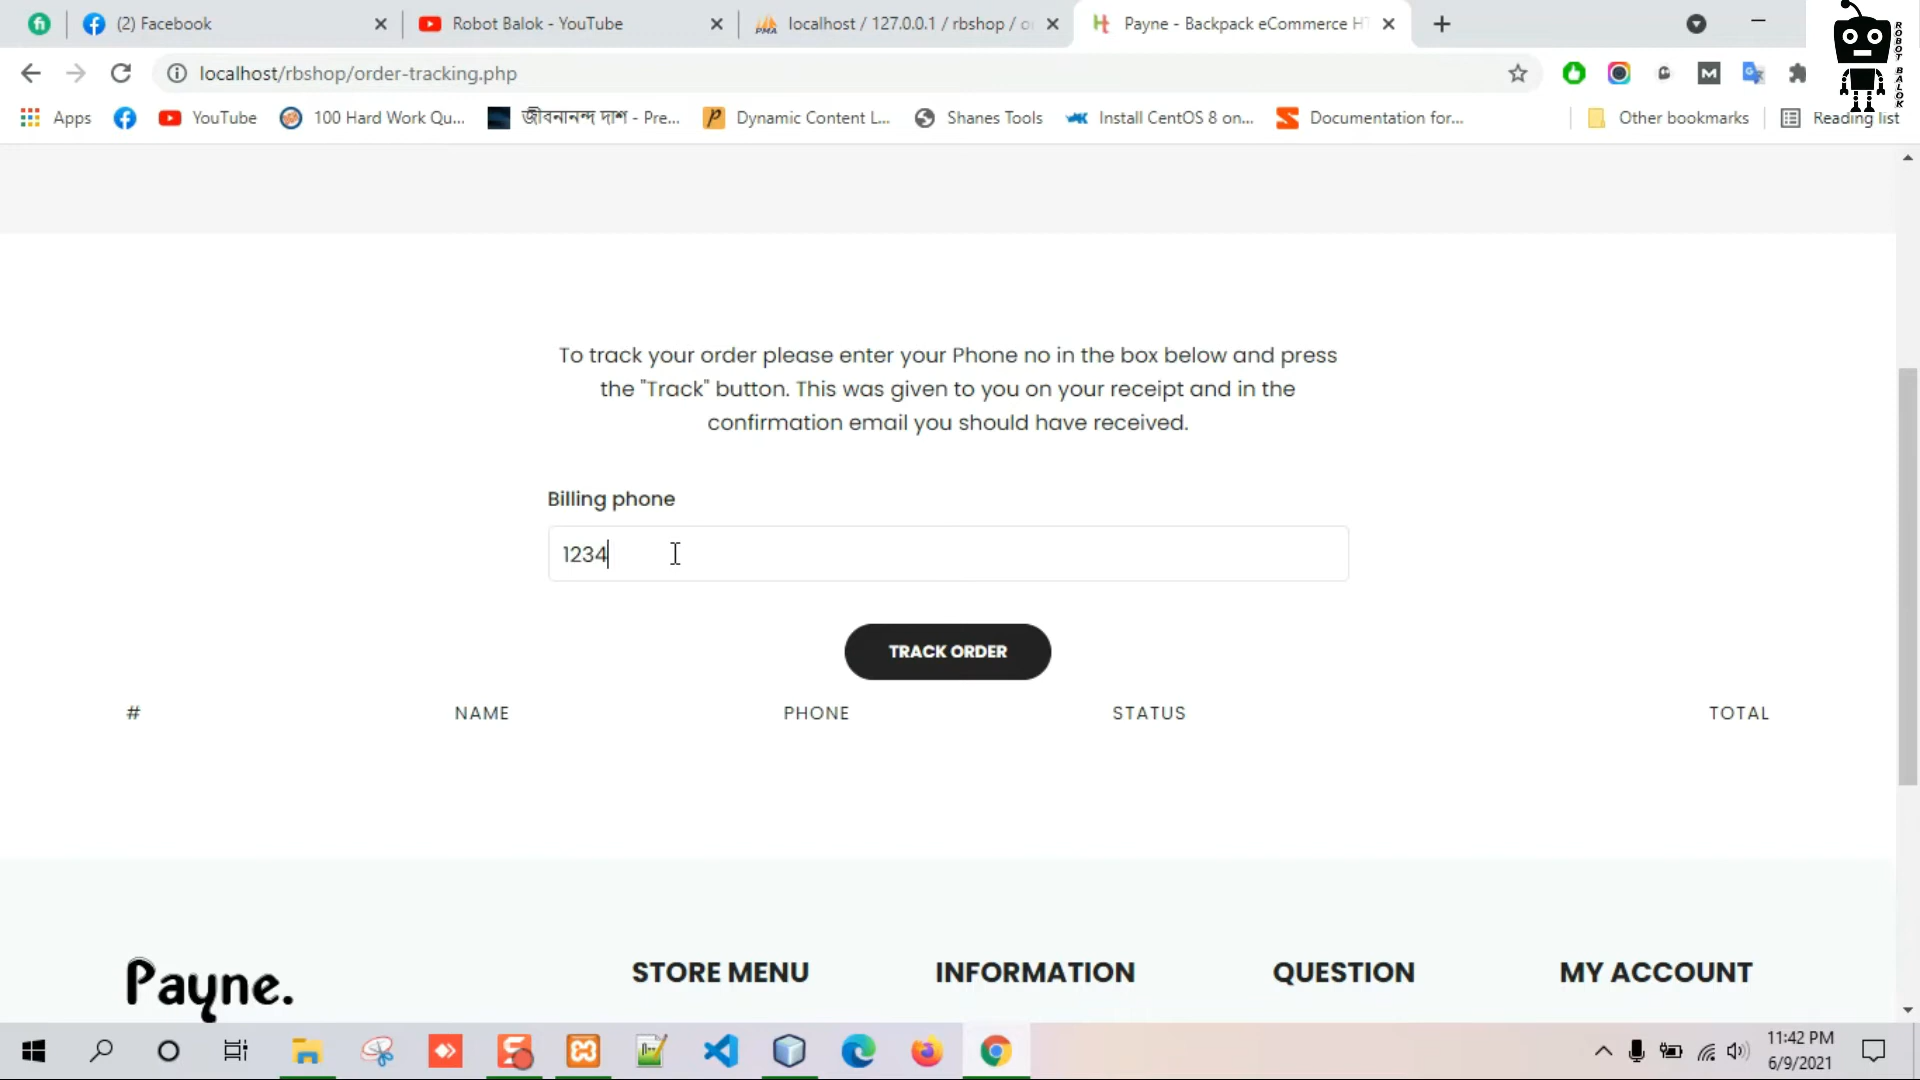 (2) Facebook
Robot Balok - YouTube
localhost / 127.0.0.1 / rbshop / o
Payne - Backpack eCommerce HT
localhost/rbshop/order-tracking.php
ROBOT BALOK
Apps
YouTube
100 Hard Work Qu...
জীবনানন্দ দাশ - Pre...
Dynamic Content L...
Shanes Tools
Install CentOS 8 on...
Documentation for...
Other bookmarks
Reading list
To track your order please enter your Phone no in the box below and press
the "Track" button. This was given to you on your receipt and in the
confirmation email you should have received.
Billing phone
1234
TRACK ORDER
# NAME PHONE STATUS TOTAL
Payne.
STORE MENU
INFORMATION
QUESTION
MY ACCOUNT
11:42 PM
6/9/2021